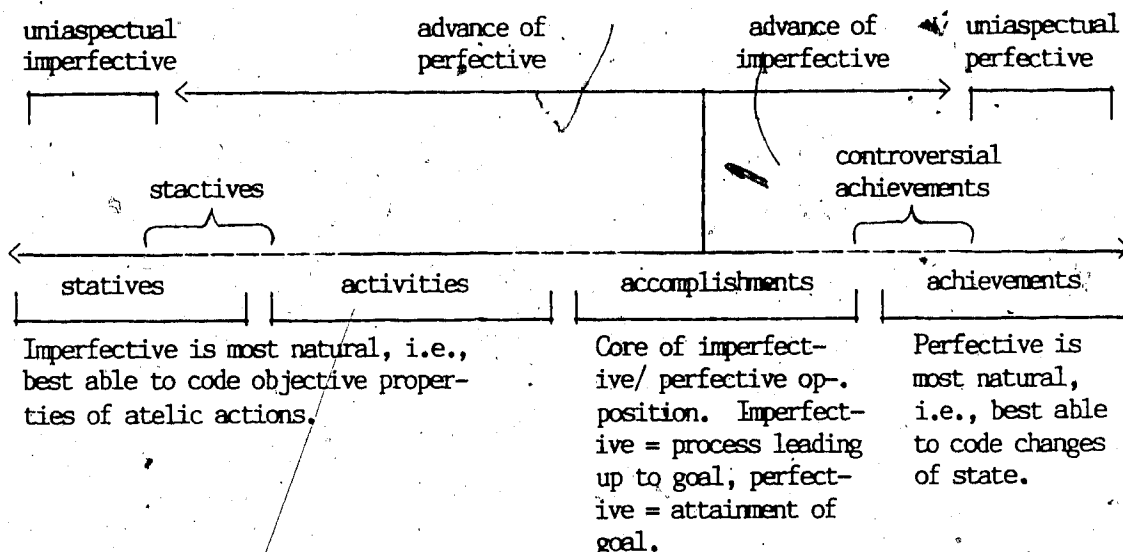 uniaspectual advance of advance of uniaspectual
imperfective perfective imperfective perfective
controversial
stactives achievements
statives activities accomplishments achievements
Imperfective is most natural, i.e.,
best able to code objective proper-
ties of atelic actions.
Core of imperfect-
ive/ perfective op-.
position. Imperfect-
ive = process leading
up to goal, perfect-
ive = attainment of
goal.
Perfective is
most natural,
i.e., best able
to code changes
of state.